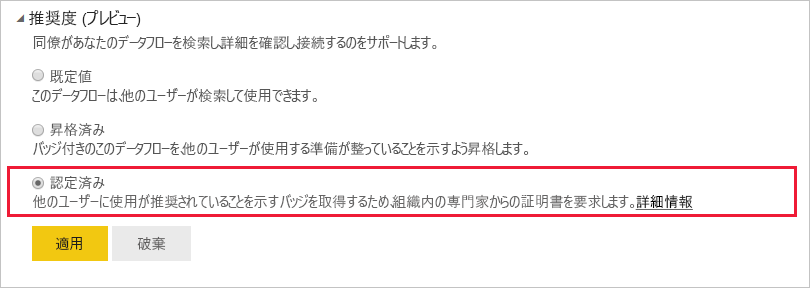 推奨度 (プレビュー)
同僚があなたのデータフローを検索し、詳細を確認し、接続するのをサポートします。
既定値
このデータフローは、他のユーザーが検索して使用できます。
昇格済み
バッジ付きのこのデータフローを、他のユーザーが使用する準備が整っていることを示すよう昇格します。
認定済み
他のユーザーに使用が推奨されていることを示すバッジを取得するため、組織内の専門家からの証明書を要求します。詳細情報
適用 破棄